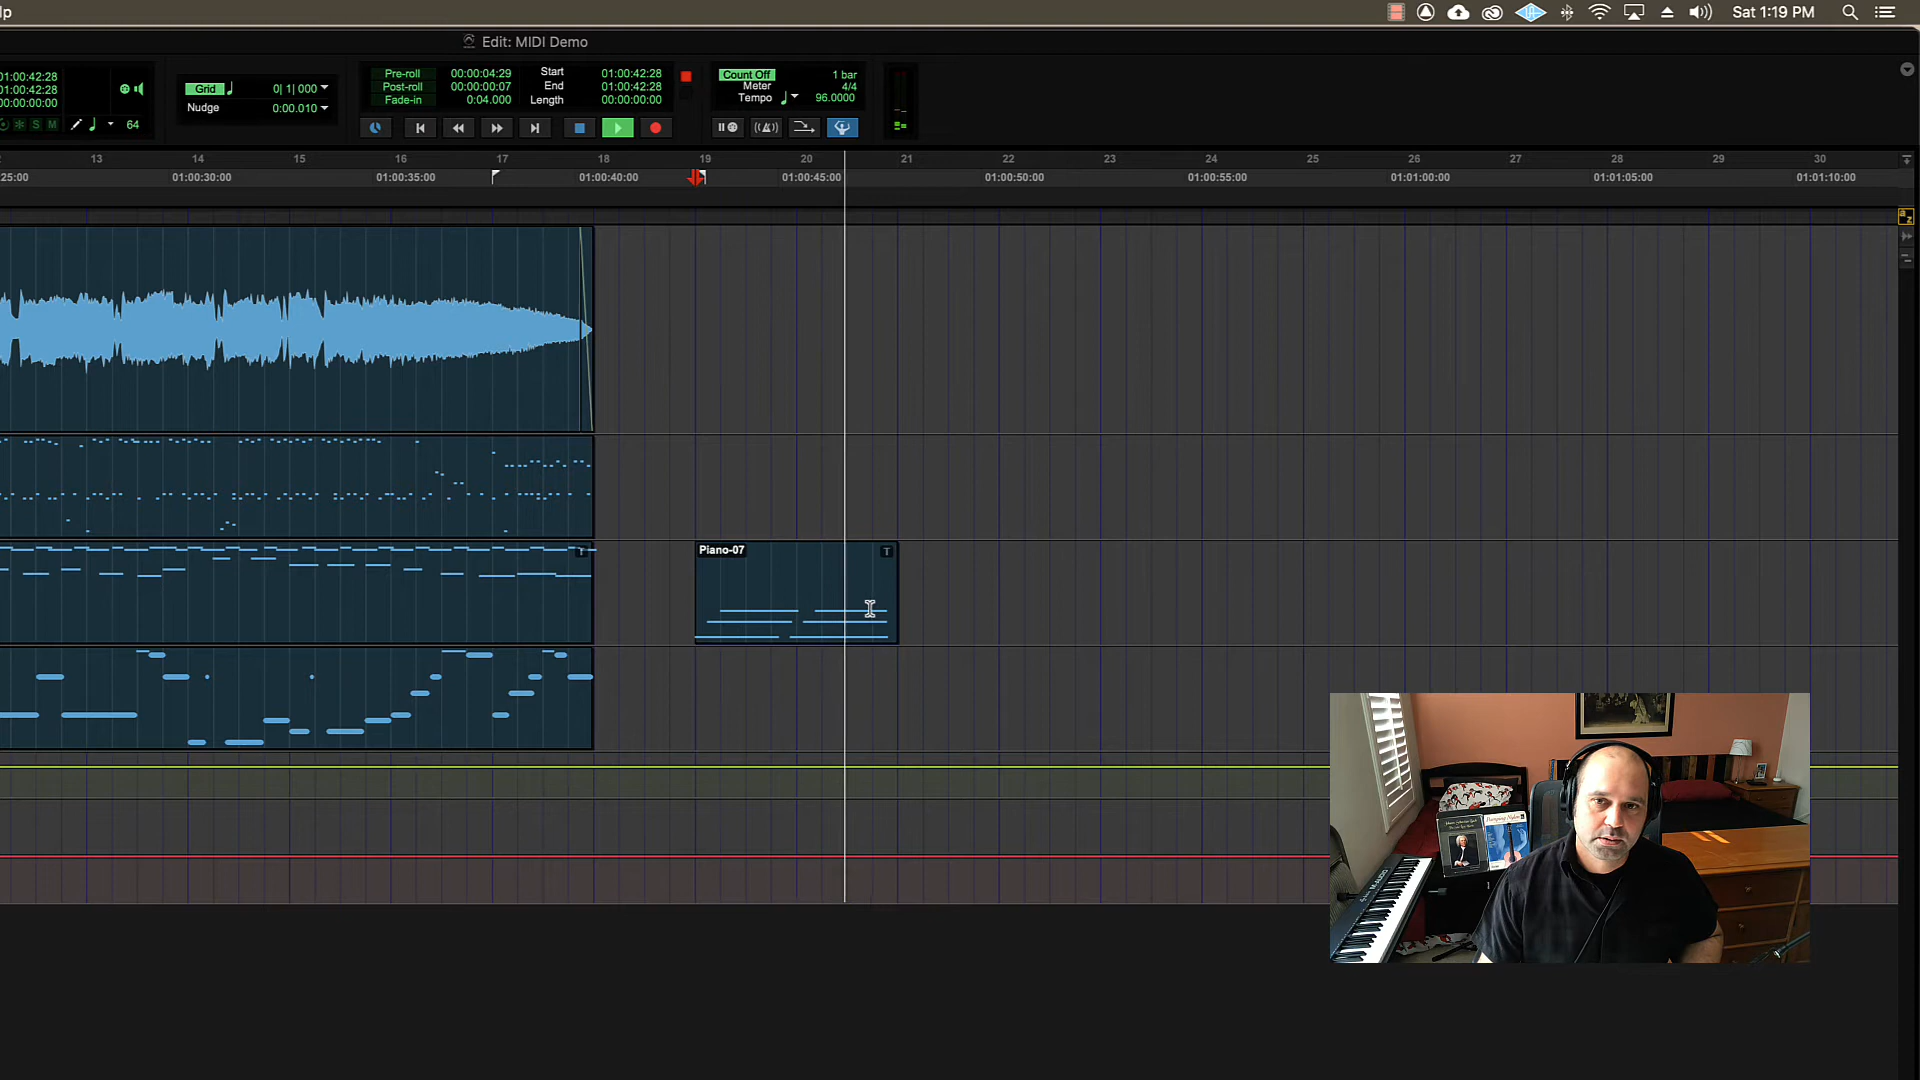 lp
Sat 1:19 PM
Edit: MIDI Demo
01:00:42:28
01:00:42:28
00:00:00:00
S M
64
Grid 0| 1| 000
Nudge 0:00.010
Pre-roll 00:00:04:29
Post-roll 00:00:00:07
Fade-in 0:04.000
Start 01:00:42:28
End 01:00:42:28
Length 00:00:00:00
Count Off 1 bar
Meter 4/4
Tempo 96.0000
13 14 15 16 17 18 19 20 21 22 23 24 25 26 27 28 29 30
25:00 01:00:30:00 01:00:35:00 01:00:40:00 01:00:45:00 01:00:50:00 01:00:55:00 01:01:00:00 01:01:05:00 01:01:10:00
a z
T
Piano-07 T
M-AUDIO